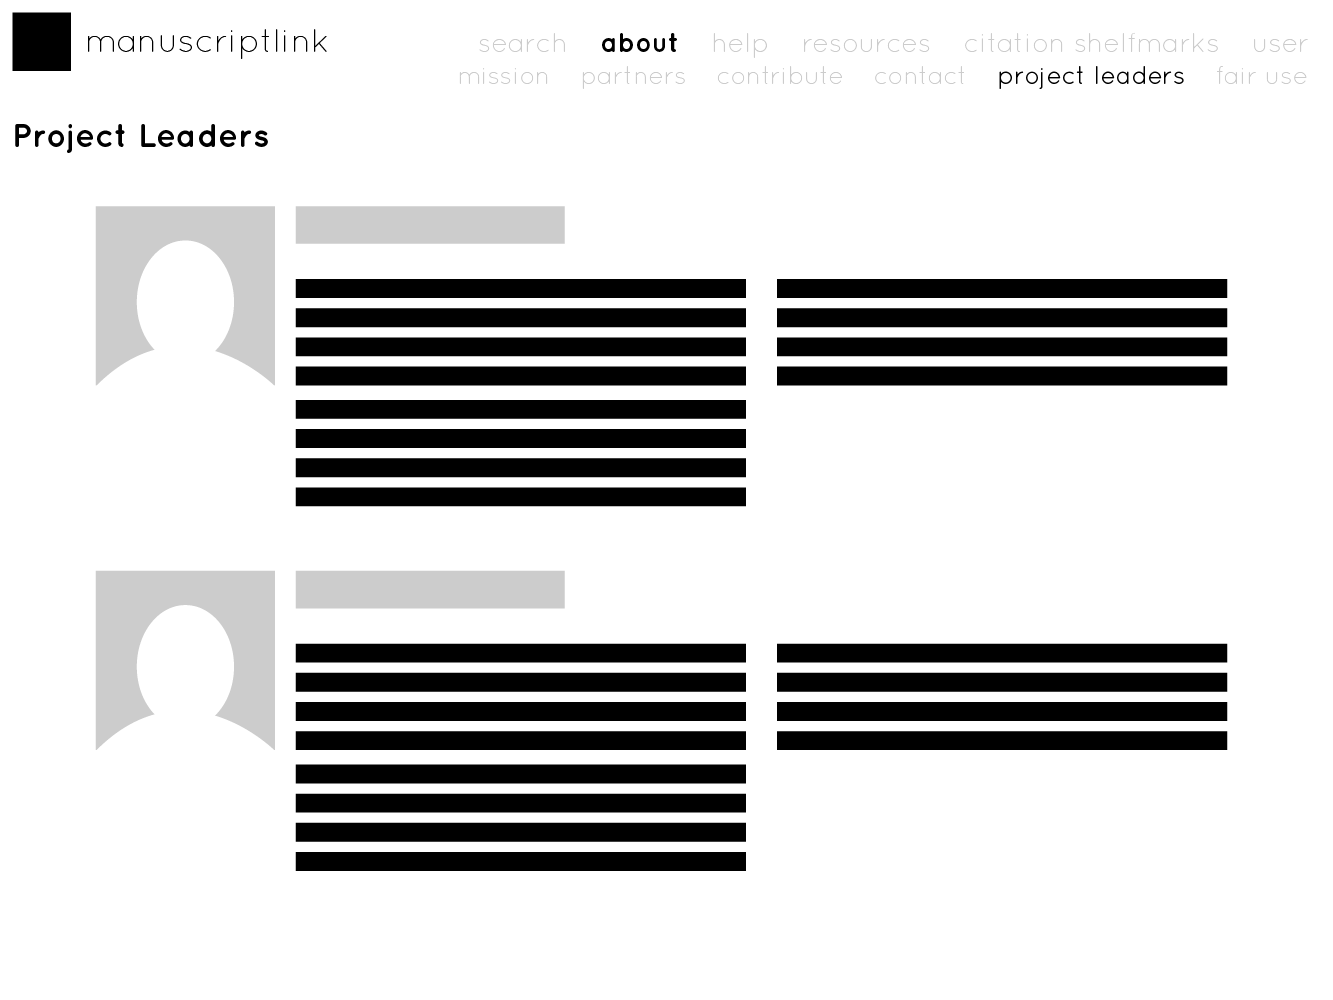 manuscriptlink
search about help resources citation shelfmarks user
mission partners contribute contact project leaders fair use
Project Leaders